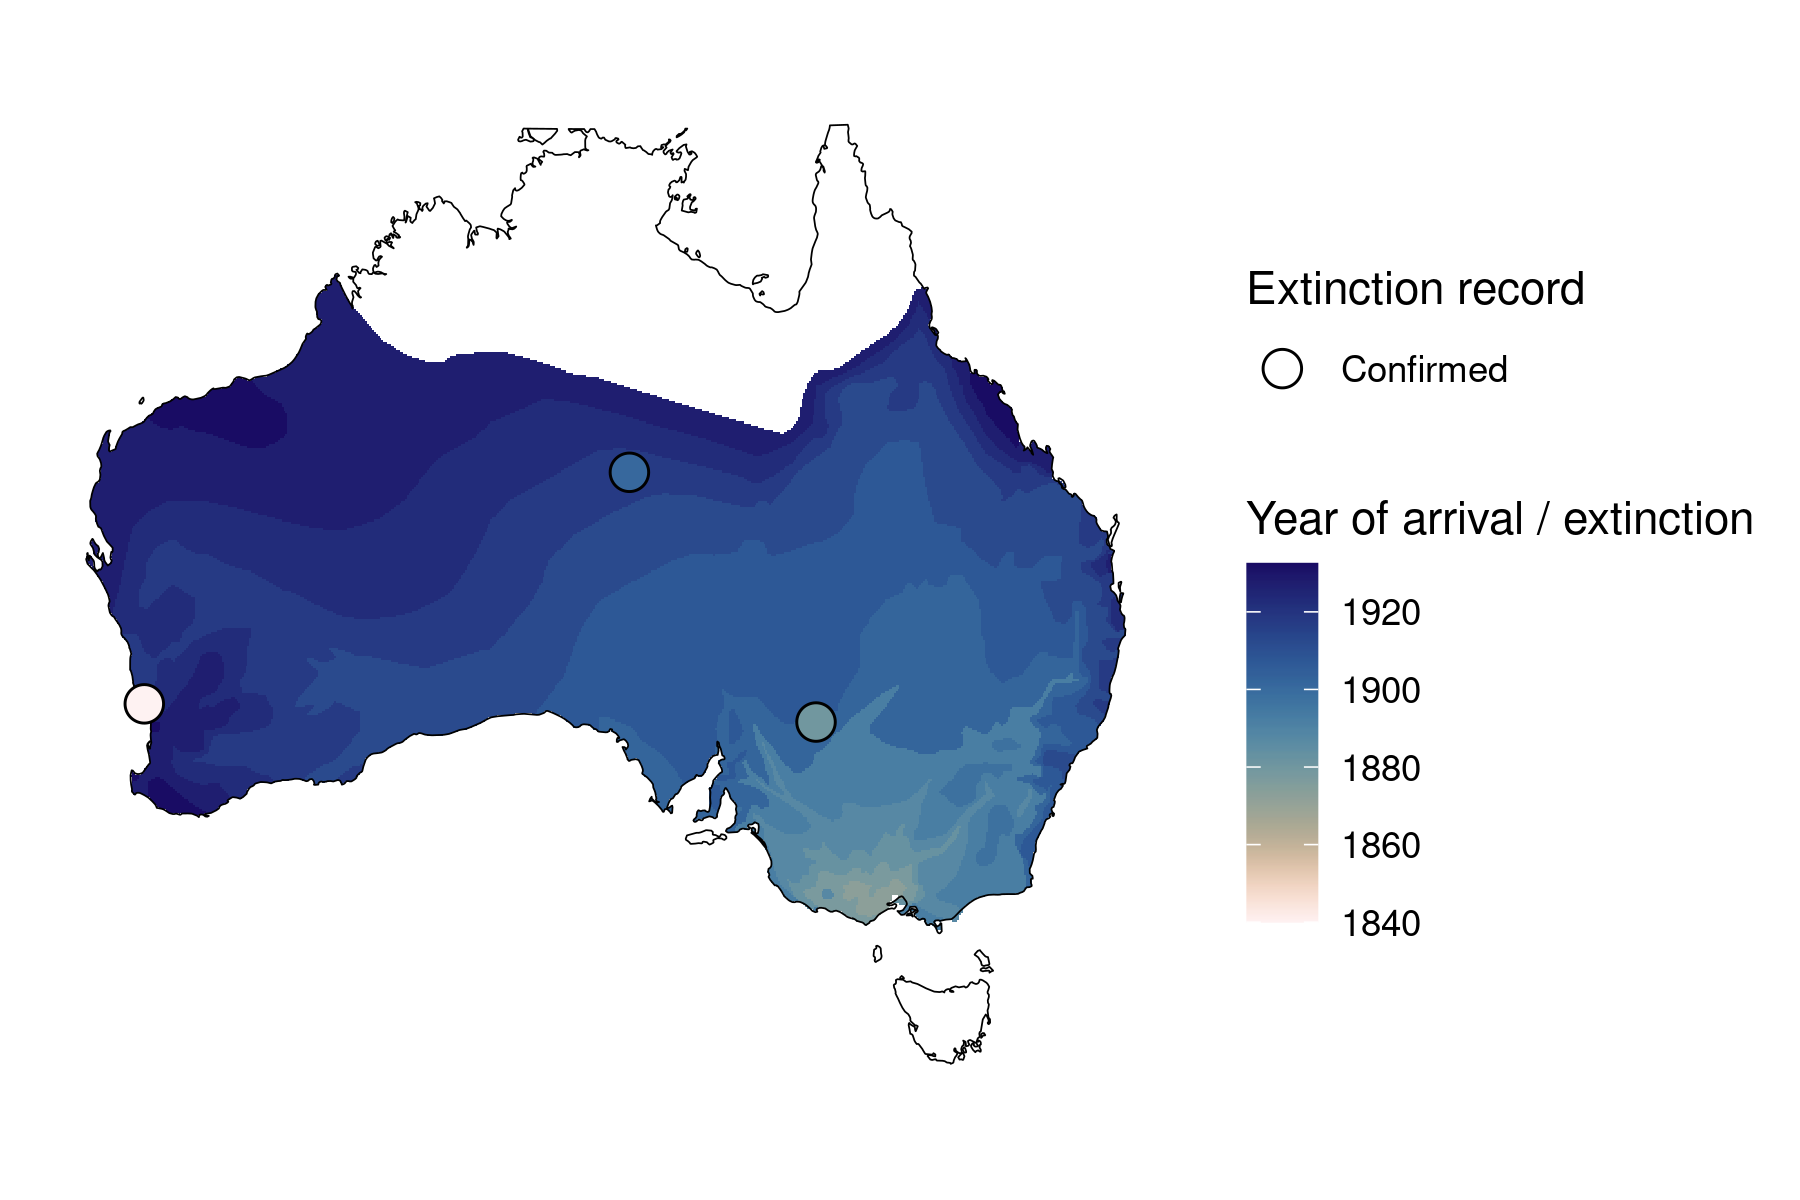 Extinction record
Confirmed
Year of arrival / extinction
1920
1900
1880
1860
1840